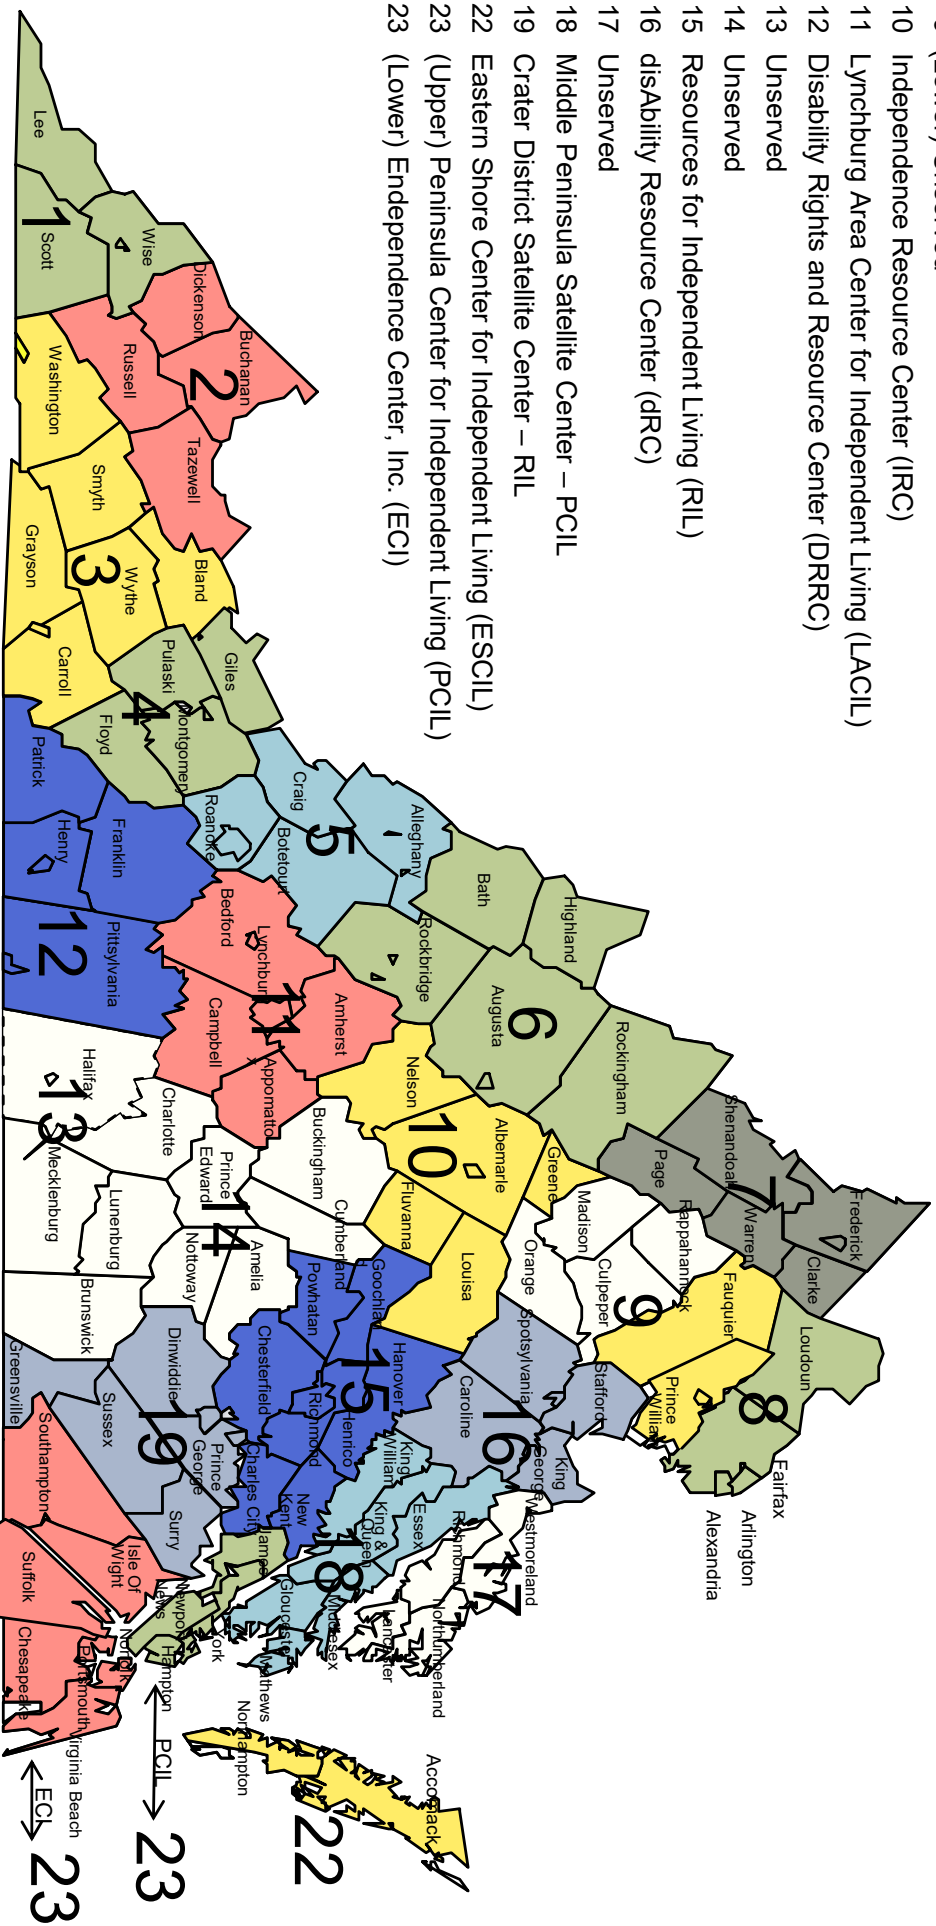 10 Independence Resource Center (IRC)
11 Lynchburg Area Center for Independent Living (LACIL)
12 Disability Rights and Resource Center (DRRC)
13 Unserved
14 Unserved
15 Resources for Independent Living (RIL)
16 disAbility Resource Center (dRC)
17 Unserved
18 Middle Peninsula Satellite Center – PCIL
19 Crater District Satellite Center – RIL
22 Eastern Shore Center for Independent Living (ESCIL)
23 (Upper) Peninsula Center for Independent Living (PCIL)
23 (Lower) Endependence Center, Inc. (ECI)
Lee
Scott
1
Wise
Dickenson
Buchanan
2
Russell
Tazewell
Washington
Smyth
Grayson
3
Wythe
Bland
Carroll
Giles
Pulaski
4
Montgomery
Floyd
Craig
Roanoke
Botetourt
5
Alleghany
Patrick
Henry
Franklin
12
Pittsylvania
Bath
Highland
Rockbridge
6
Augusta
Rockingham
Bedford
Lynchburg
11
Amherst
Campbell
Appomatto
x
Nelson
10
Albemarle
Greene
Fluvanna
Louisa
Halifax
13
Charlotte
Mecklenburg
Buckingham
Prince
Edward
14
Cumberland
Lunenburg
Nottoway
Amelia
Brunswick
Shenandoah
Page
7
Warren
Frederick
Clarke
Madison
Rappahannock
Orange
Culpeper
9
Fauquier
Loudoun
8
Prince
William
Fairfax
Arlington
Alexandria
Goochland
Powhatan
Hanover
15
Chesterfield
Richmond
Henrico
Charles City
New
Kent
Spotsylvania
Stafford
Caroline
16
King
George
Dinwiddie
Greensville
Sussex
19
Prince
George
Surry
King
William
King &
Queen
Essex
18
Gloucester
Middlesex
Mathews
Westmoreland
Richmond
17
Northumberland
Lancaster
James
York
Newport
News
Hampton
Southampton
Isle Of
Wight
Suffolk
Norfolk
Portsmouth
Chesapeake
Virginia Beach
Northampton
Accomack
22
PCIL
23
ECI
23